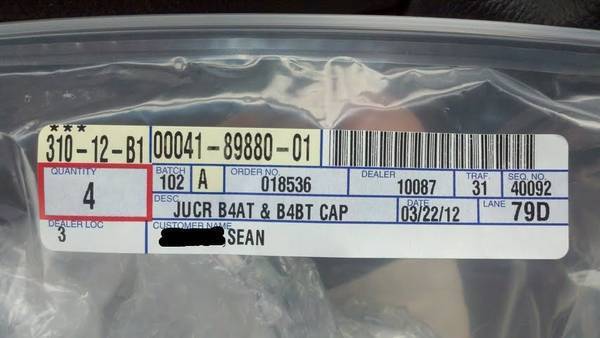 ***
310-12-B1 00041-89880-01
QUANTITY 4 BATCH 102 A ORDER NO. 018536 DEALER 10087 TRAF. 31 SEQ. NO. 40092
DESC JUCR B4AT & B4BT CAP DATE 03/22/12 LANE 79D
DEALER LOC 3 CUSTOMER NAME SEAN